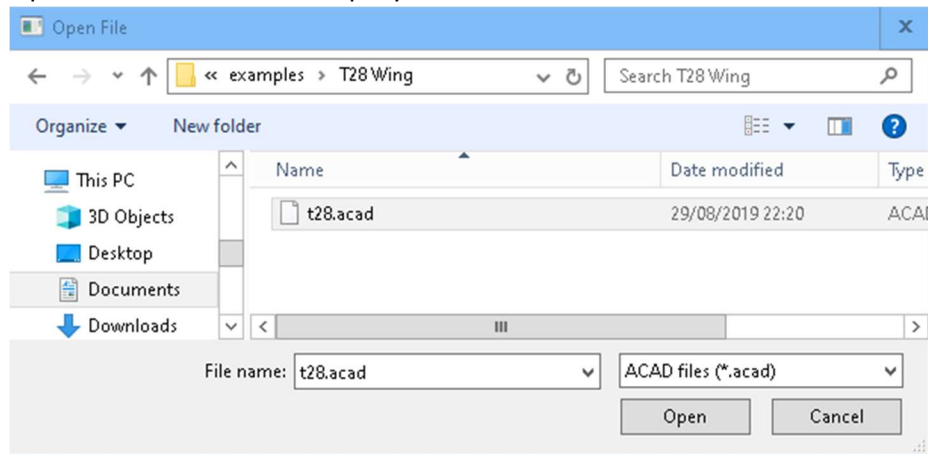 Open File
« examples › T28 Wing
Search T28 Wing
Organize
New folder
Name
Date modified
Type
This PC
3D Objects
Desktop
Documents
Downloads
t28.acad
29/08/2019 22:20
File name:
t28.acad
ACAD files (*.acad)
Open
Cancel